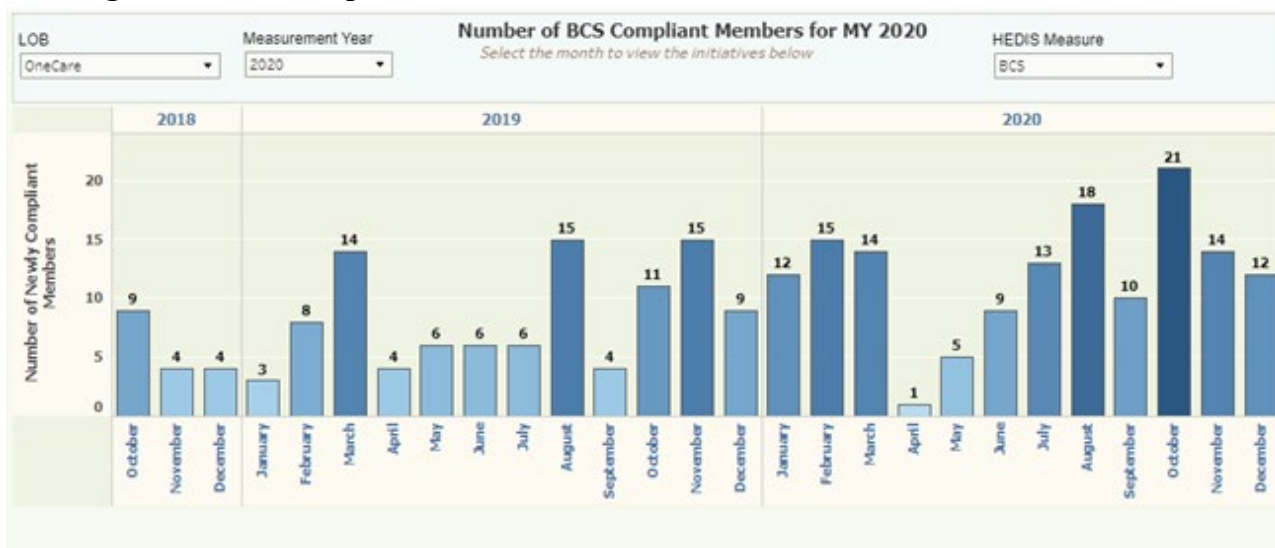 Number of BCS Compliant Members for MY 2020
Select the month to view the initiatives below
LOB
OneCare
Measurement Year
2020
HEDIS Measure
BCS
2018
2019
2020
Number of Newly Compliant
Members
20
15
10
5
0
9
4
4
3
8
14
4
6
6
6
15
4
11
15
9
12
15
14
1
5
9
13
18
10
21
14
12
October
November
December
January
February
March
April
May
June
July
August
September
October
November
December
January
February
March
April
May
June
July
August
September
October
November
December